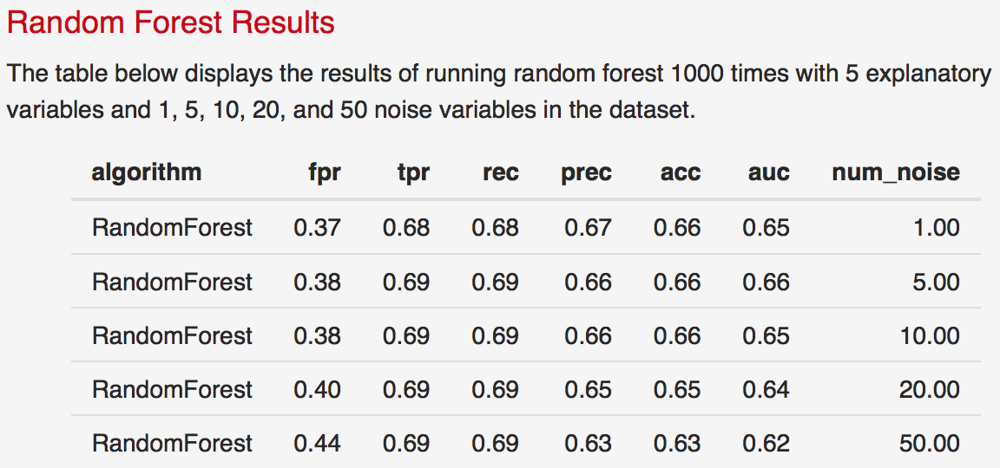 Random Forest Results
The table below displays the results of running random forest 1000 times with 5 explanatory
variables and 1, 5, 10, 20, and 50 noise variables in the dataset.
algorithm fpr tpr rec prec acc auc num_noise
RandomForest 0.37 0.68 0.68 0.67 0.66 0.65 1.00
RandomForest 0.38 0.69 0.69 0.66 0.66 0.66 5.00
RandomForest 0.38 0.69 0.69 0.66 0.66 0.65 10.00
RandomForest 0.40 0.69 0.69 0.65 0.65 0.64 20.00
RandomForest 0.44 0.69 0.69 0.63 0.63 0.62 50.00